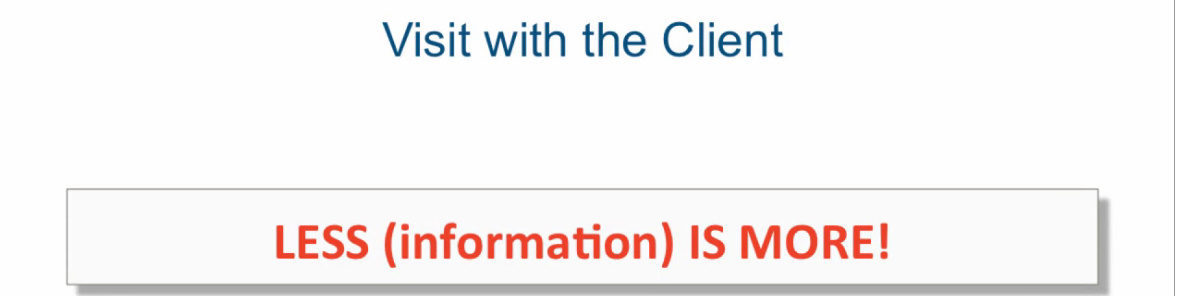 Visit with the Client
LESS (information) IS MORE!